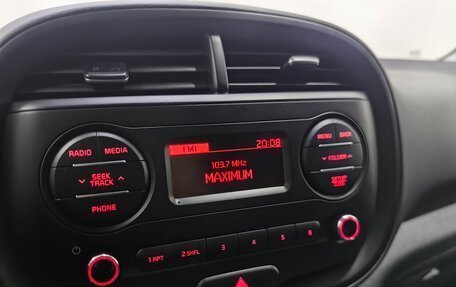 FM1 20:08
103.7 MHz
MAXIMUM
RADIO MEDIA
SEEK
TRACK
PHONE
MENU BACK
FOLDER
SETUP
1 RPT 2 SHFL 3 4 5 6